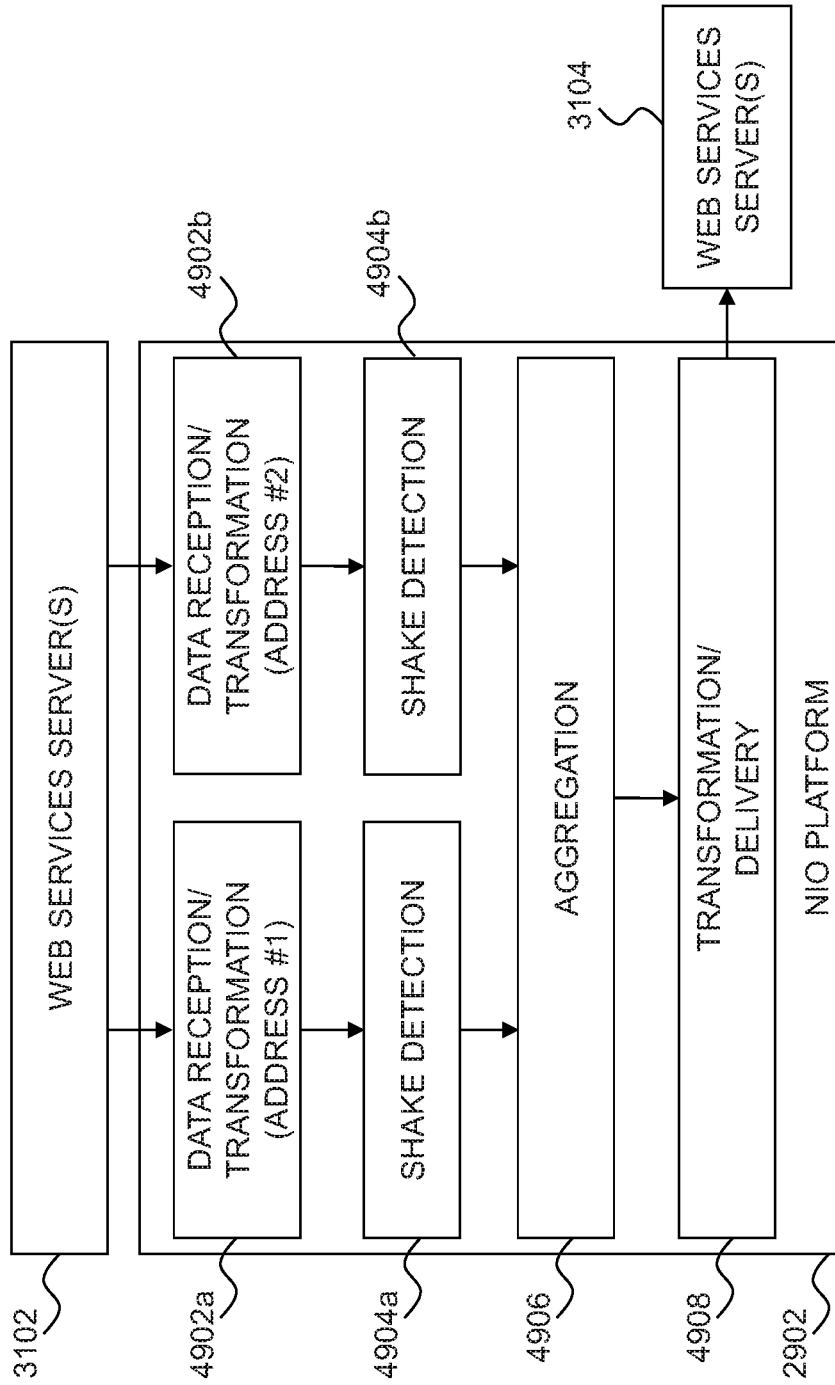 3102
WEB SERVICES SERVER(S)
4902a
DATA RECEPTION/
TRANSFORMATION
(ADDRESS #1)
DATA RECEPTION/
TRANSFORMATION
(ADDRESS #2)
4902b
4904a
SHAKE DETECTION
SHAKE DETECTION
4904b
4906
AGGREGATION
4908
TRANSFORMATION/
DELIVERY
3104
WEB SERVICES
SERVER(S)
2902
NIO PLATFORM